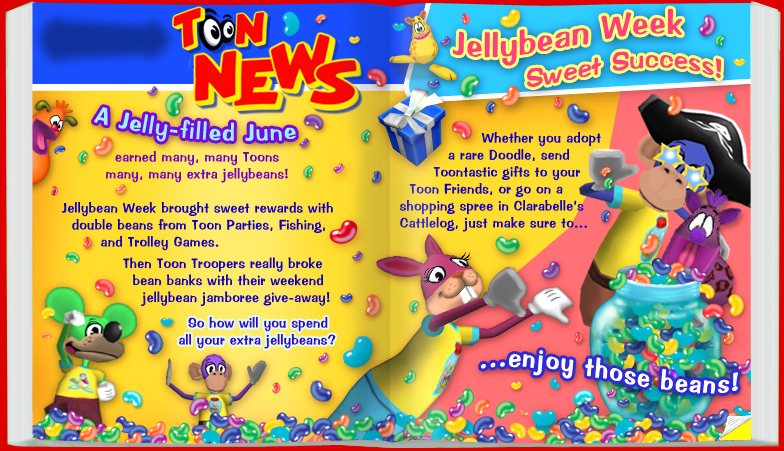 TOON
NEWS
A Jelly-filled June
earned many, many Toons
many, many extra jellybeans!
Jellybean Week brought sweet rewards with
double beans from Toon Parties, Fishing,
and Trolley Games.
Then Toon Troopers really broke
bean banks with their weekend
jellybean jamboree give-away!
So how will you spend
all your extra jellybeans?
Jellybean Week
Sweet Success!
Whether you adopt
a rare Doodle, send
Toontastic gifts to your
Toon Friends, or go on a
shopping spree in Clarabelle's
Cattlelog, just make sure to...
...enjoy those beans!